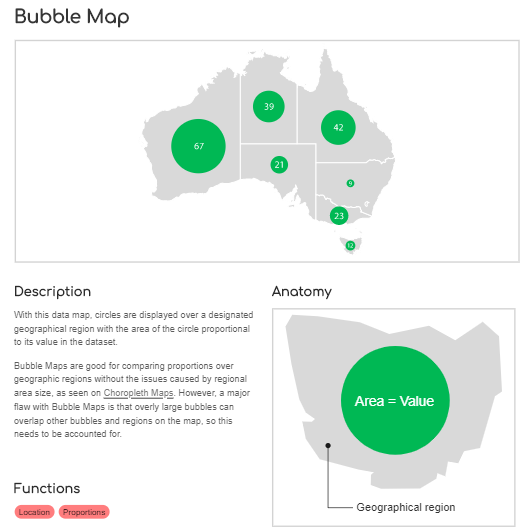 Bubble Map
39
42
67
21
9
23
12
Description
With this data map, circles are displayed over a designated
geographical region with the area of the circle proportional
to its value in the dataset.
Bubble Maps are good for comparing proportions over
geographic regions without the issues caused by regional
area size, as seen on Choropleth Maps. However, a major
flaw with Bubble Maps is that overly large bubbles can
overlap other bubbles and regions on the map, so this
needs to be accounted for.
Functions
Location Proportions
Anatomy
Area = Value
Geographical region